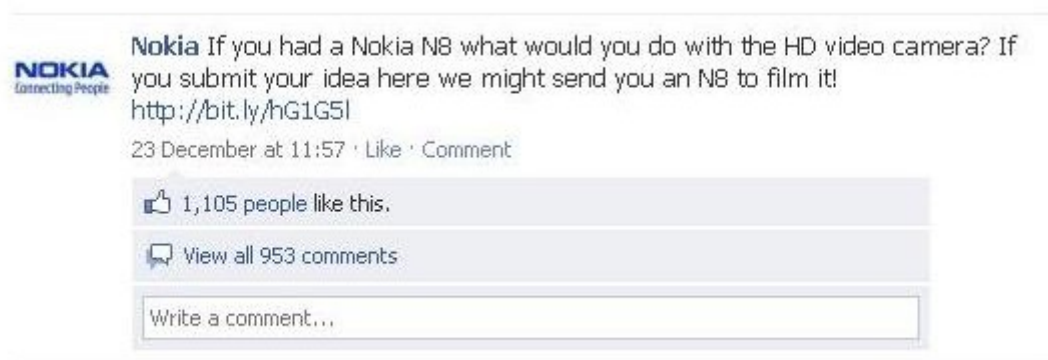 Nokia If you had a Nokia N8 what would you do with the HD video camera? If
NOKIA
Connecting People
you submit your idea here we might send you an N8 to film it!
http://bit.ly/hG1G5l
23 December at 11:57 · Like · Comment
1,105 people like this.
View all 953 comments
Write a comment...